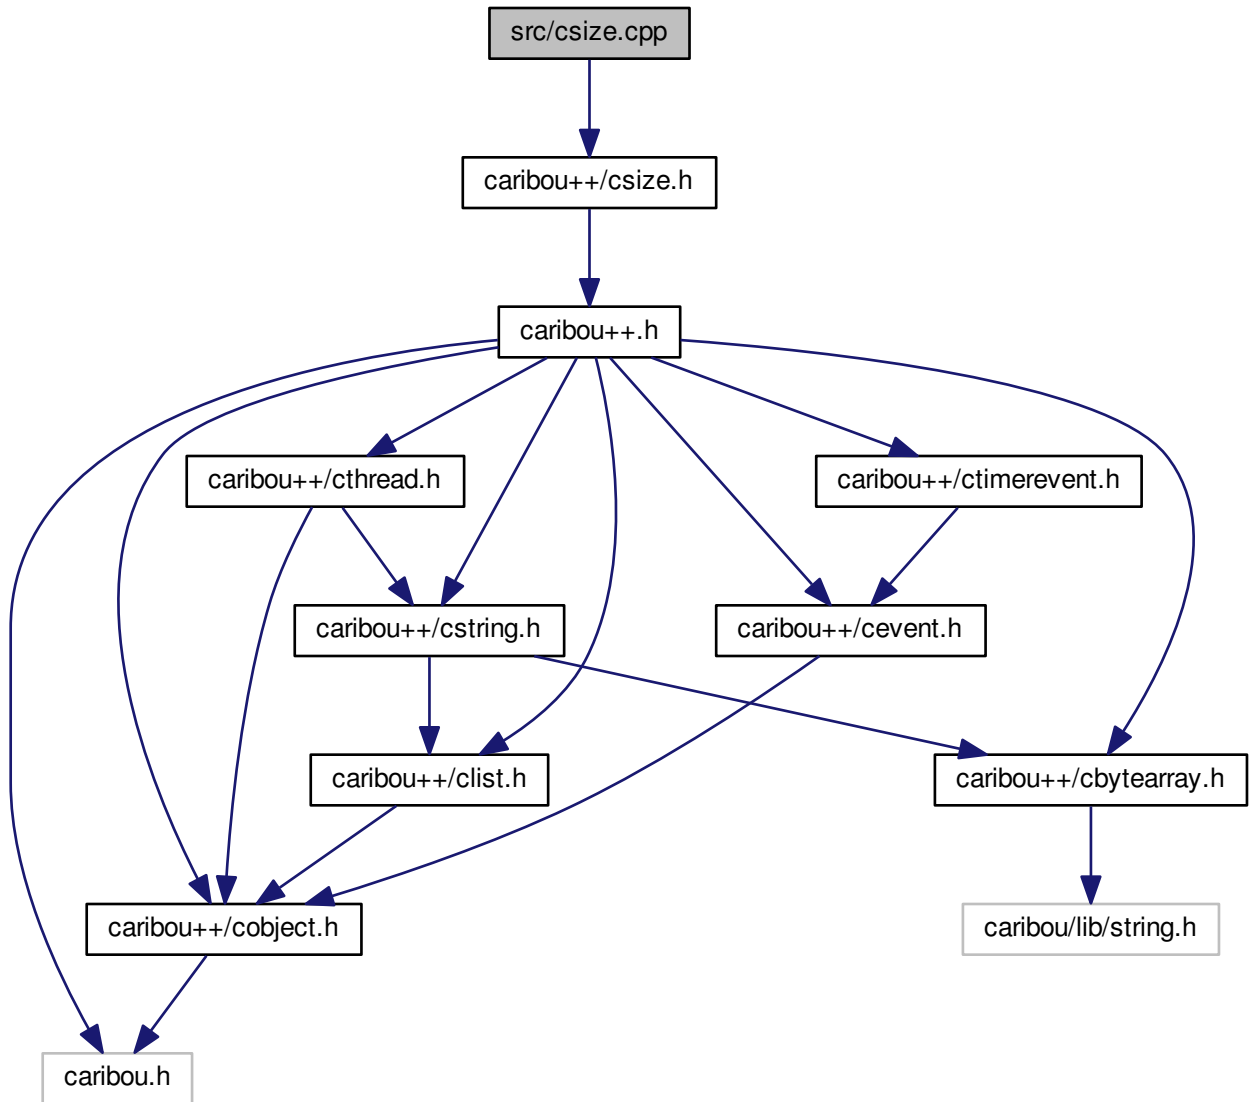 src/csize.cpp
caribou++/csize.h
caribou++.h
caribou++/cthread.h
caribou++/ctimerevent.h
caribou++/cstring.h
caribou++/cevent.h
caribou++/clist.h
caribou++/cbytearray.h
caribou++/cobject.h
caribou/lib/string.h
caribou.h